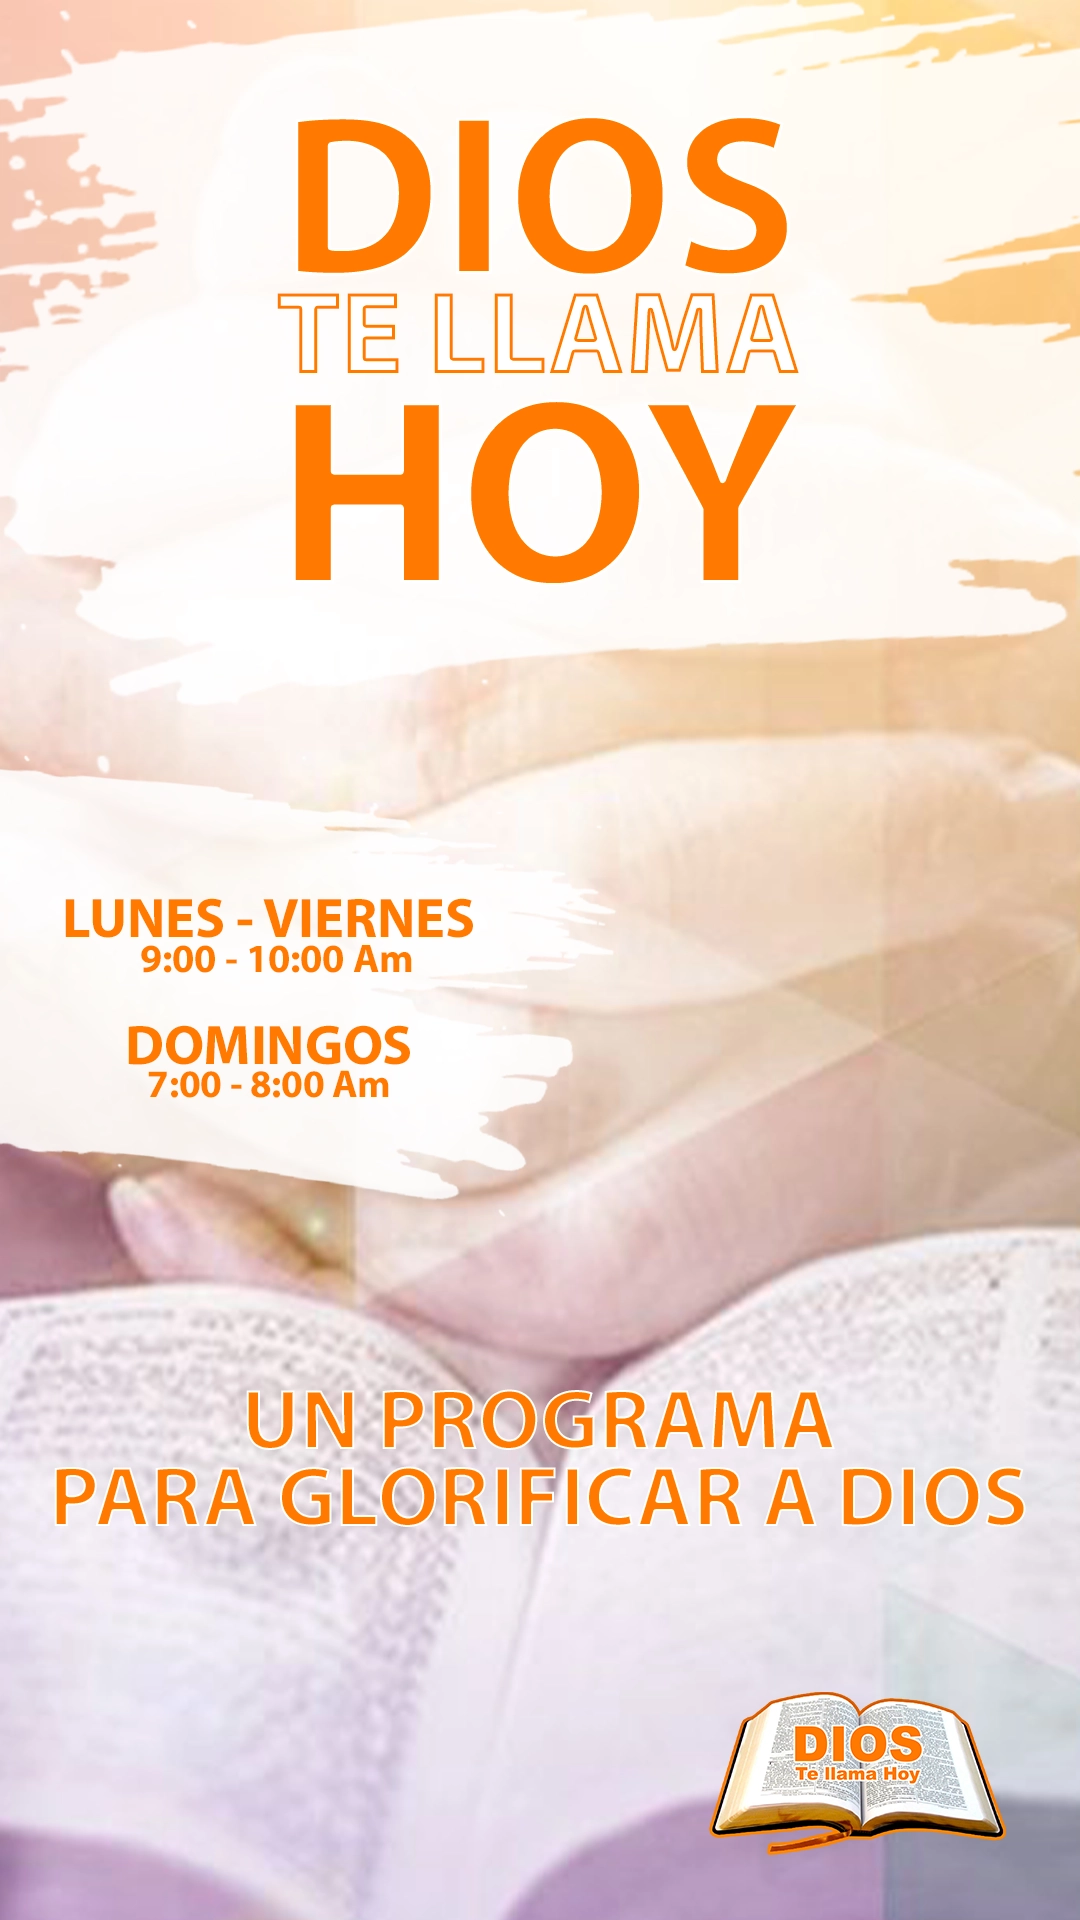 DIOS
TE LLAMA
HOY
LUNES - VIERNES
9:00 - 10:00 Am
DOMINGOS
7:00 - 8:00 Am
UN PROGRAMA
PARA GLORIFICAR A DIOS
DIOS
Te llama Hoy